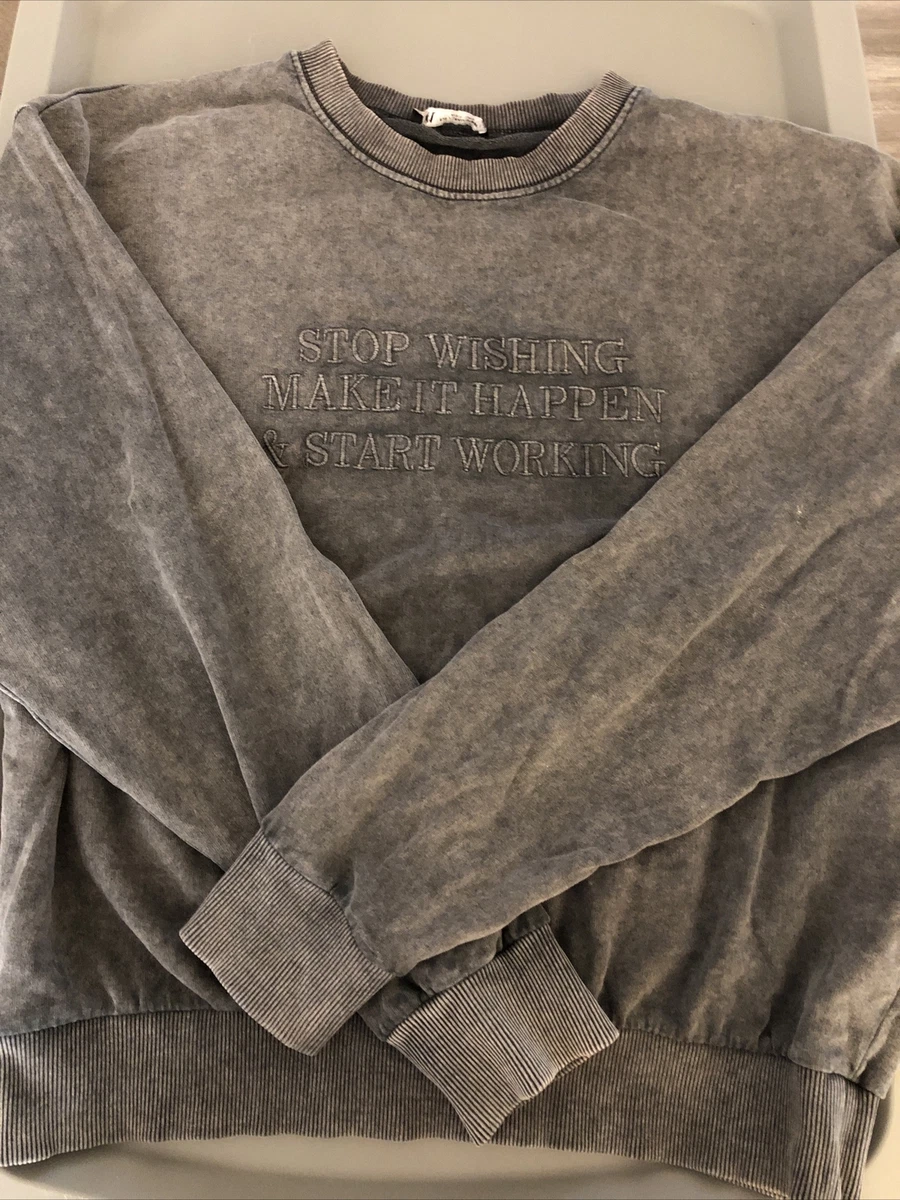 STOP WISHING
MAKE IT HAPPEN
& START WORKING